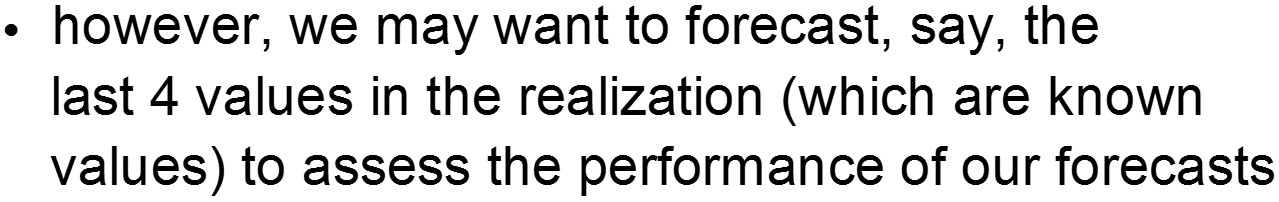 • however, we may want to forecast, say, the
last 4 values in the realization (which are known
values) to assess the performance of our forecasts